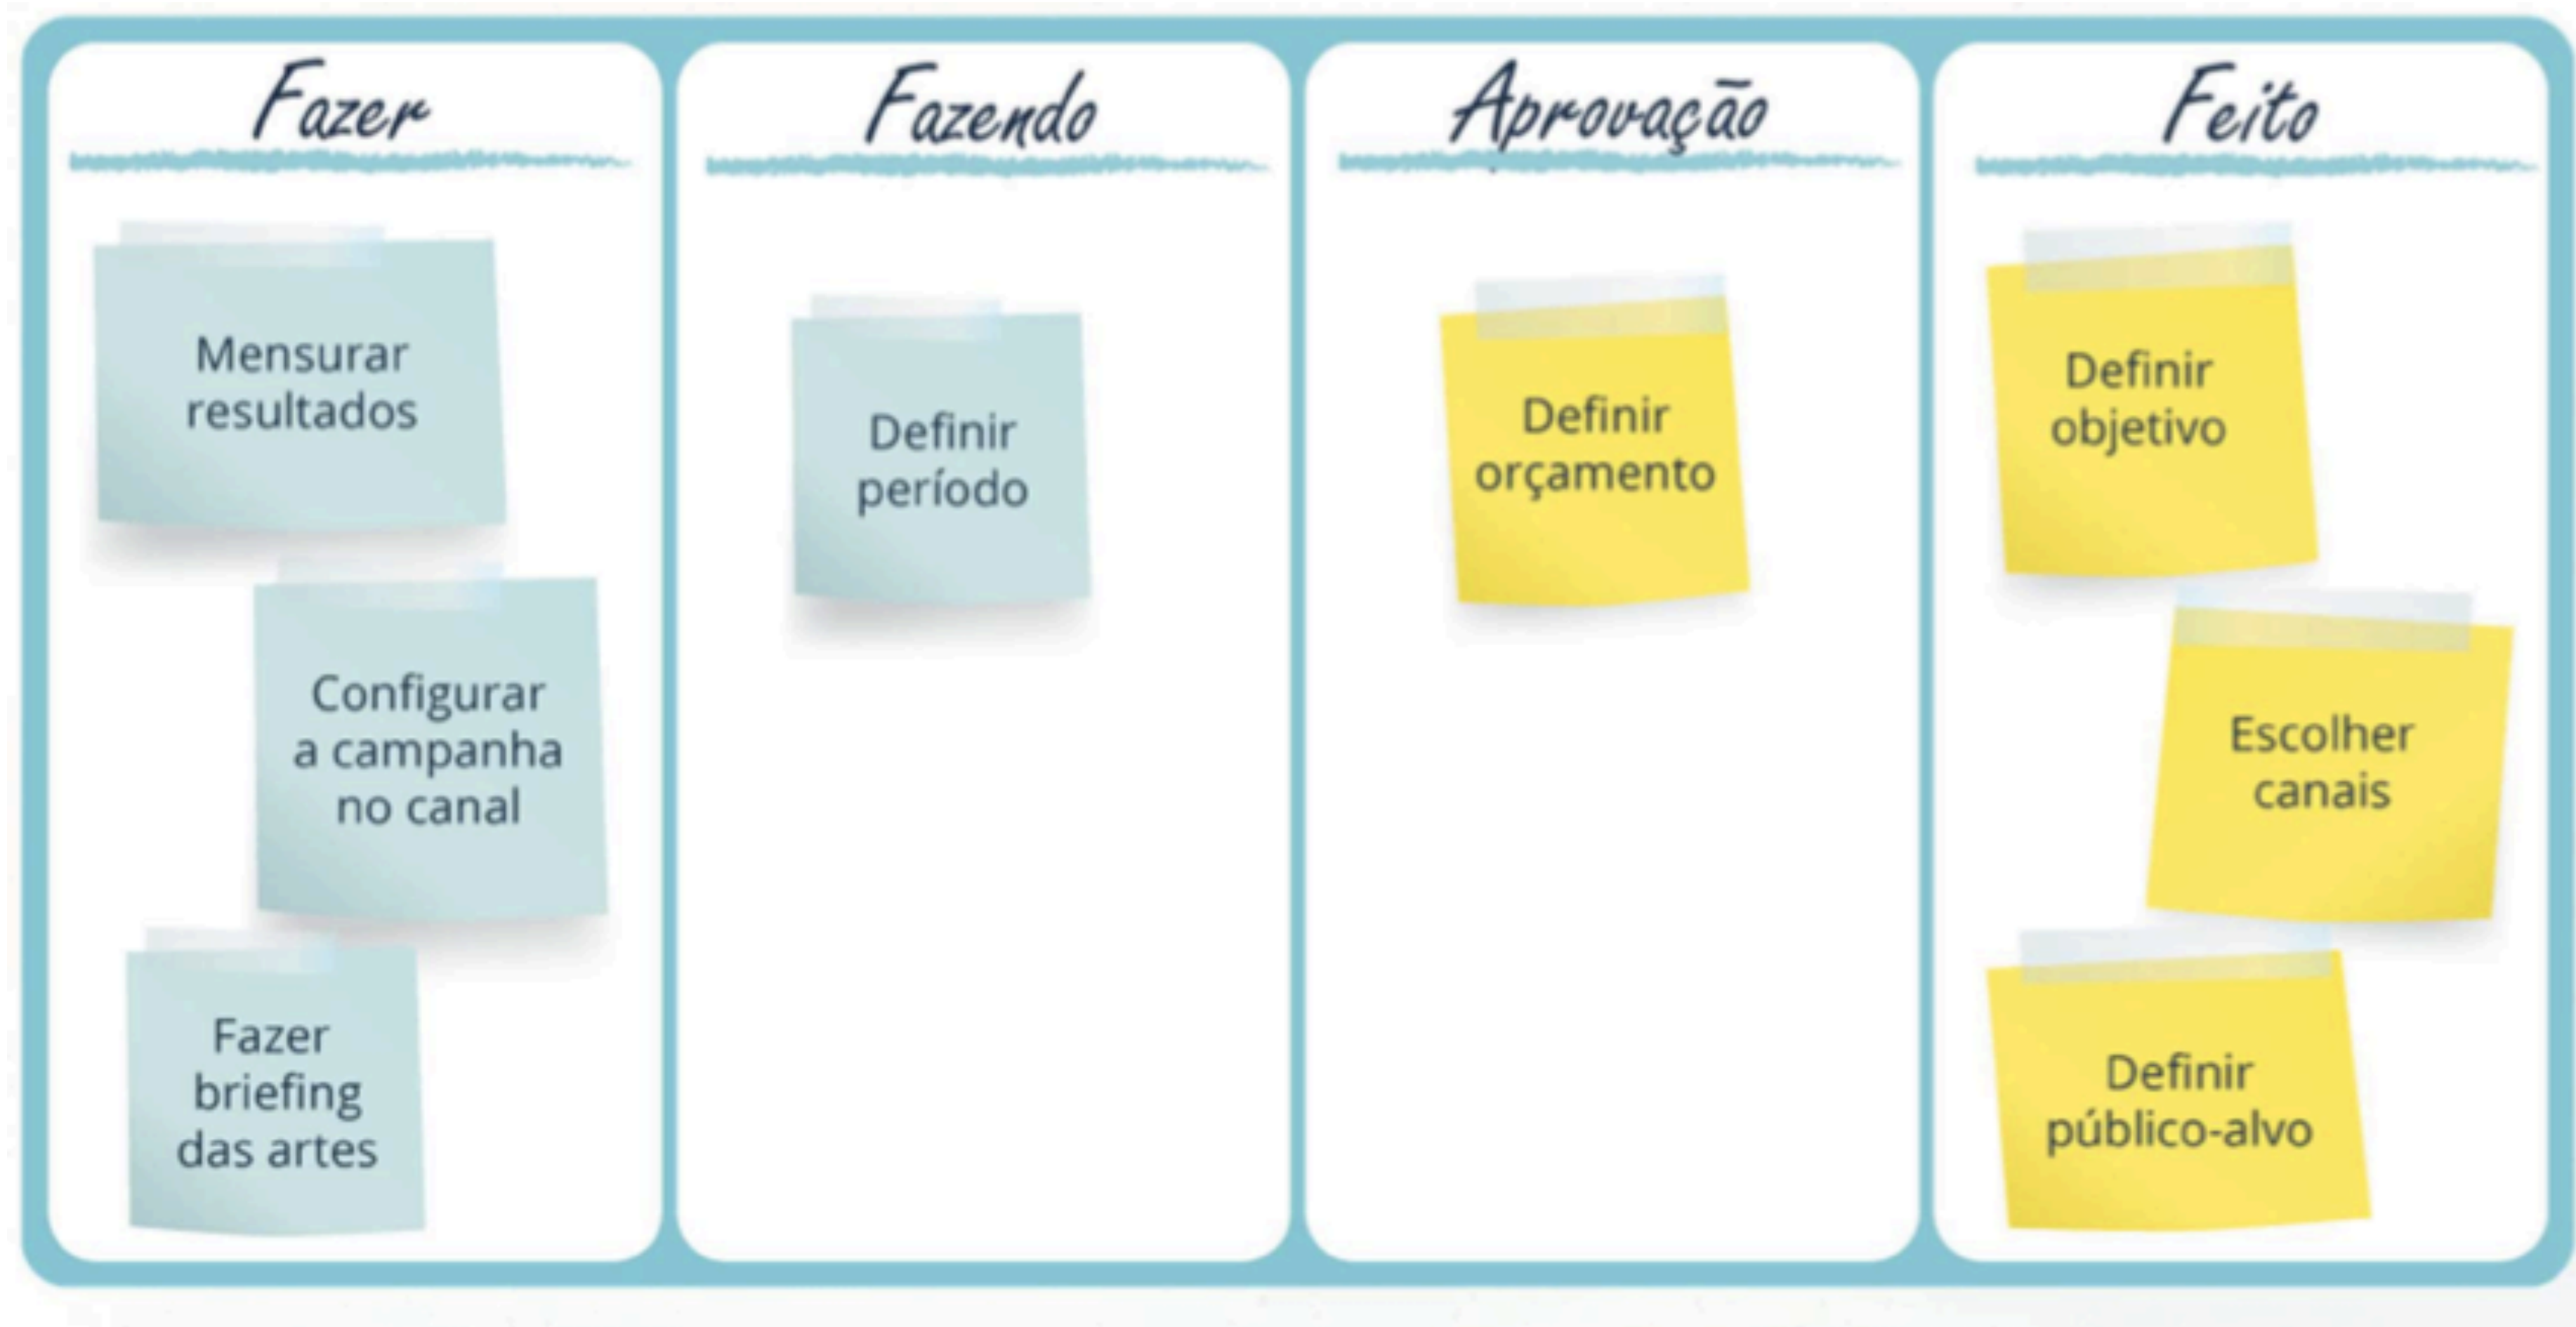 Fazer
Mensurar
resultados
Configurar
a campanha
no canal
Fazer
briefing
das artes
Fazendo
Definir
período
Aprovação
Definir
orçamento
Feito
Definir
objetivo
Escolher
canais
Definir
público-alvo